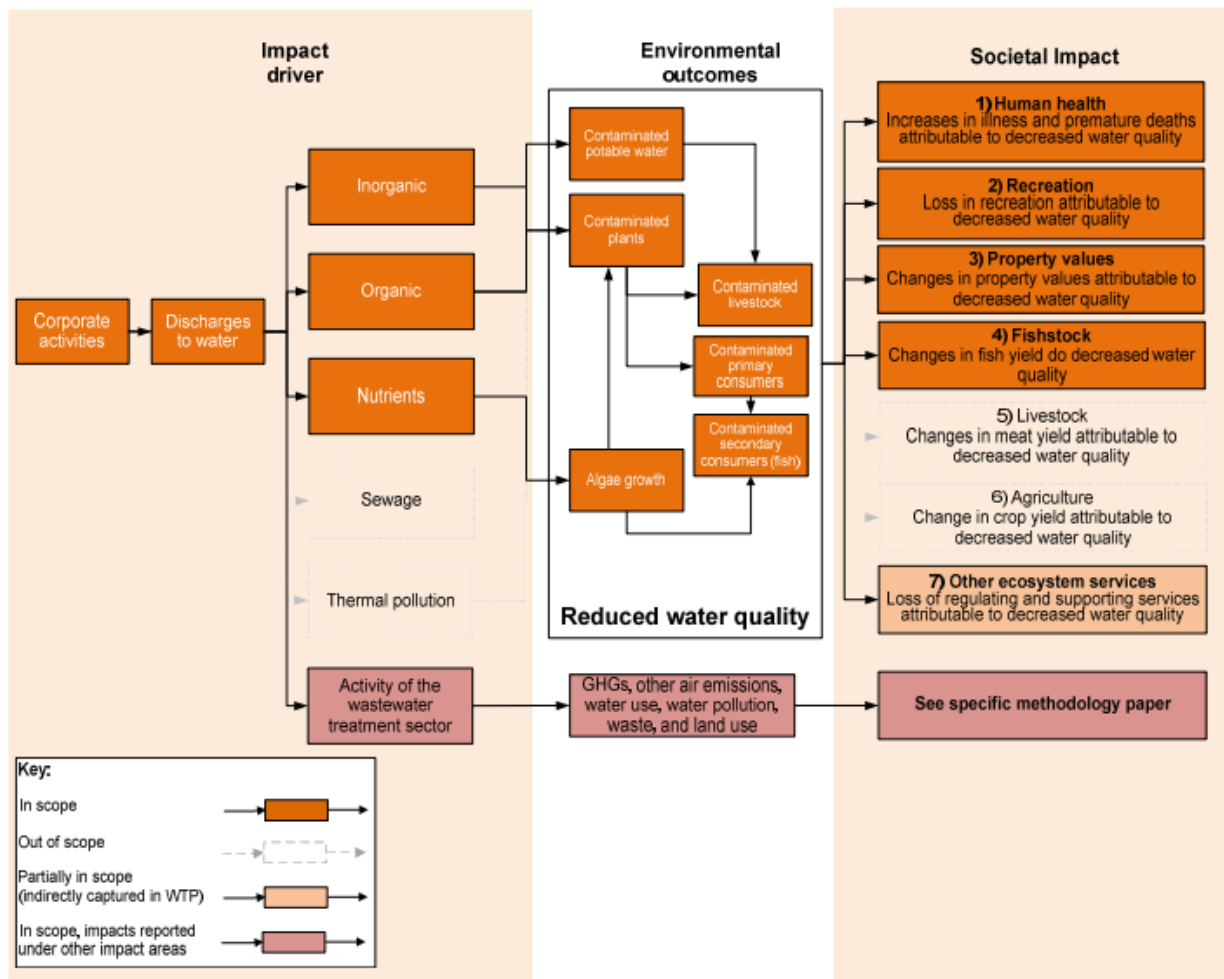 Impact
driver
Environmental
outcomes
Societal Impact
Corporate
activities
Discharges
to water
Inorganic
Organic
Nutrients
Sewage
Thermal pollution
Activity of the
wastewater
treatment sector
Contaminated
potable water
Contaminated
plants
Contaminated
livestock
Contaminated
primary
consumers
Contaminated
secondary
consumers (fish)
Algae growth
Reduced water quality
GHGs, other air emissions,
water use, water pollution,
waste, and land use
1) Human health
Increases in illness and premature deaths
attributable to decreased water quality
2) Recreation
Loss in recreation attributable to
decreased water quality
3) Property values
Changes in property values attributable to
decreased water quality
4) Fishstock
Changes in fish yield do decreased water
quality
5) Livestock
Changes in meat yield attributable to
decreased water quality
6) Agriculture
Change in crop yield attributable to
decreased water quality
7) Other ecosystem services
Loss of regulating and supporting services
attributable to decreased water quality
See specific methodology paper
Key:
In scope
Out of scope
Partially in scope
(indirectly captured in WTP)
In scope, impacts reported
under other impact areas